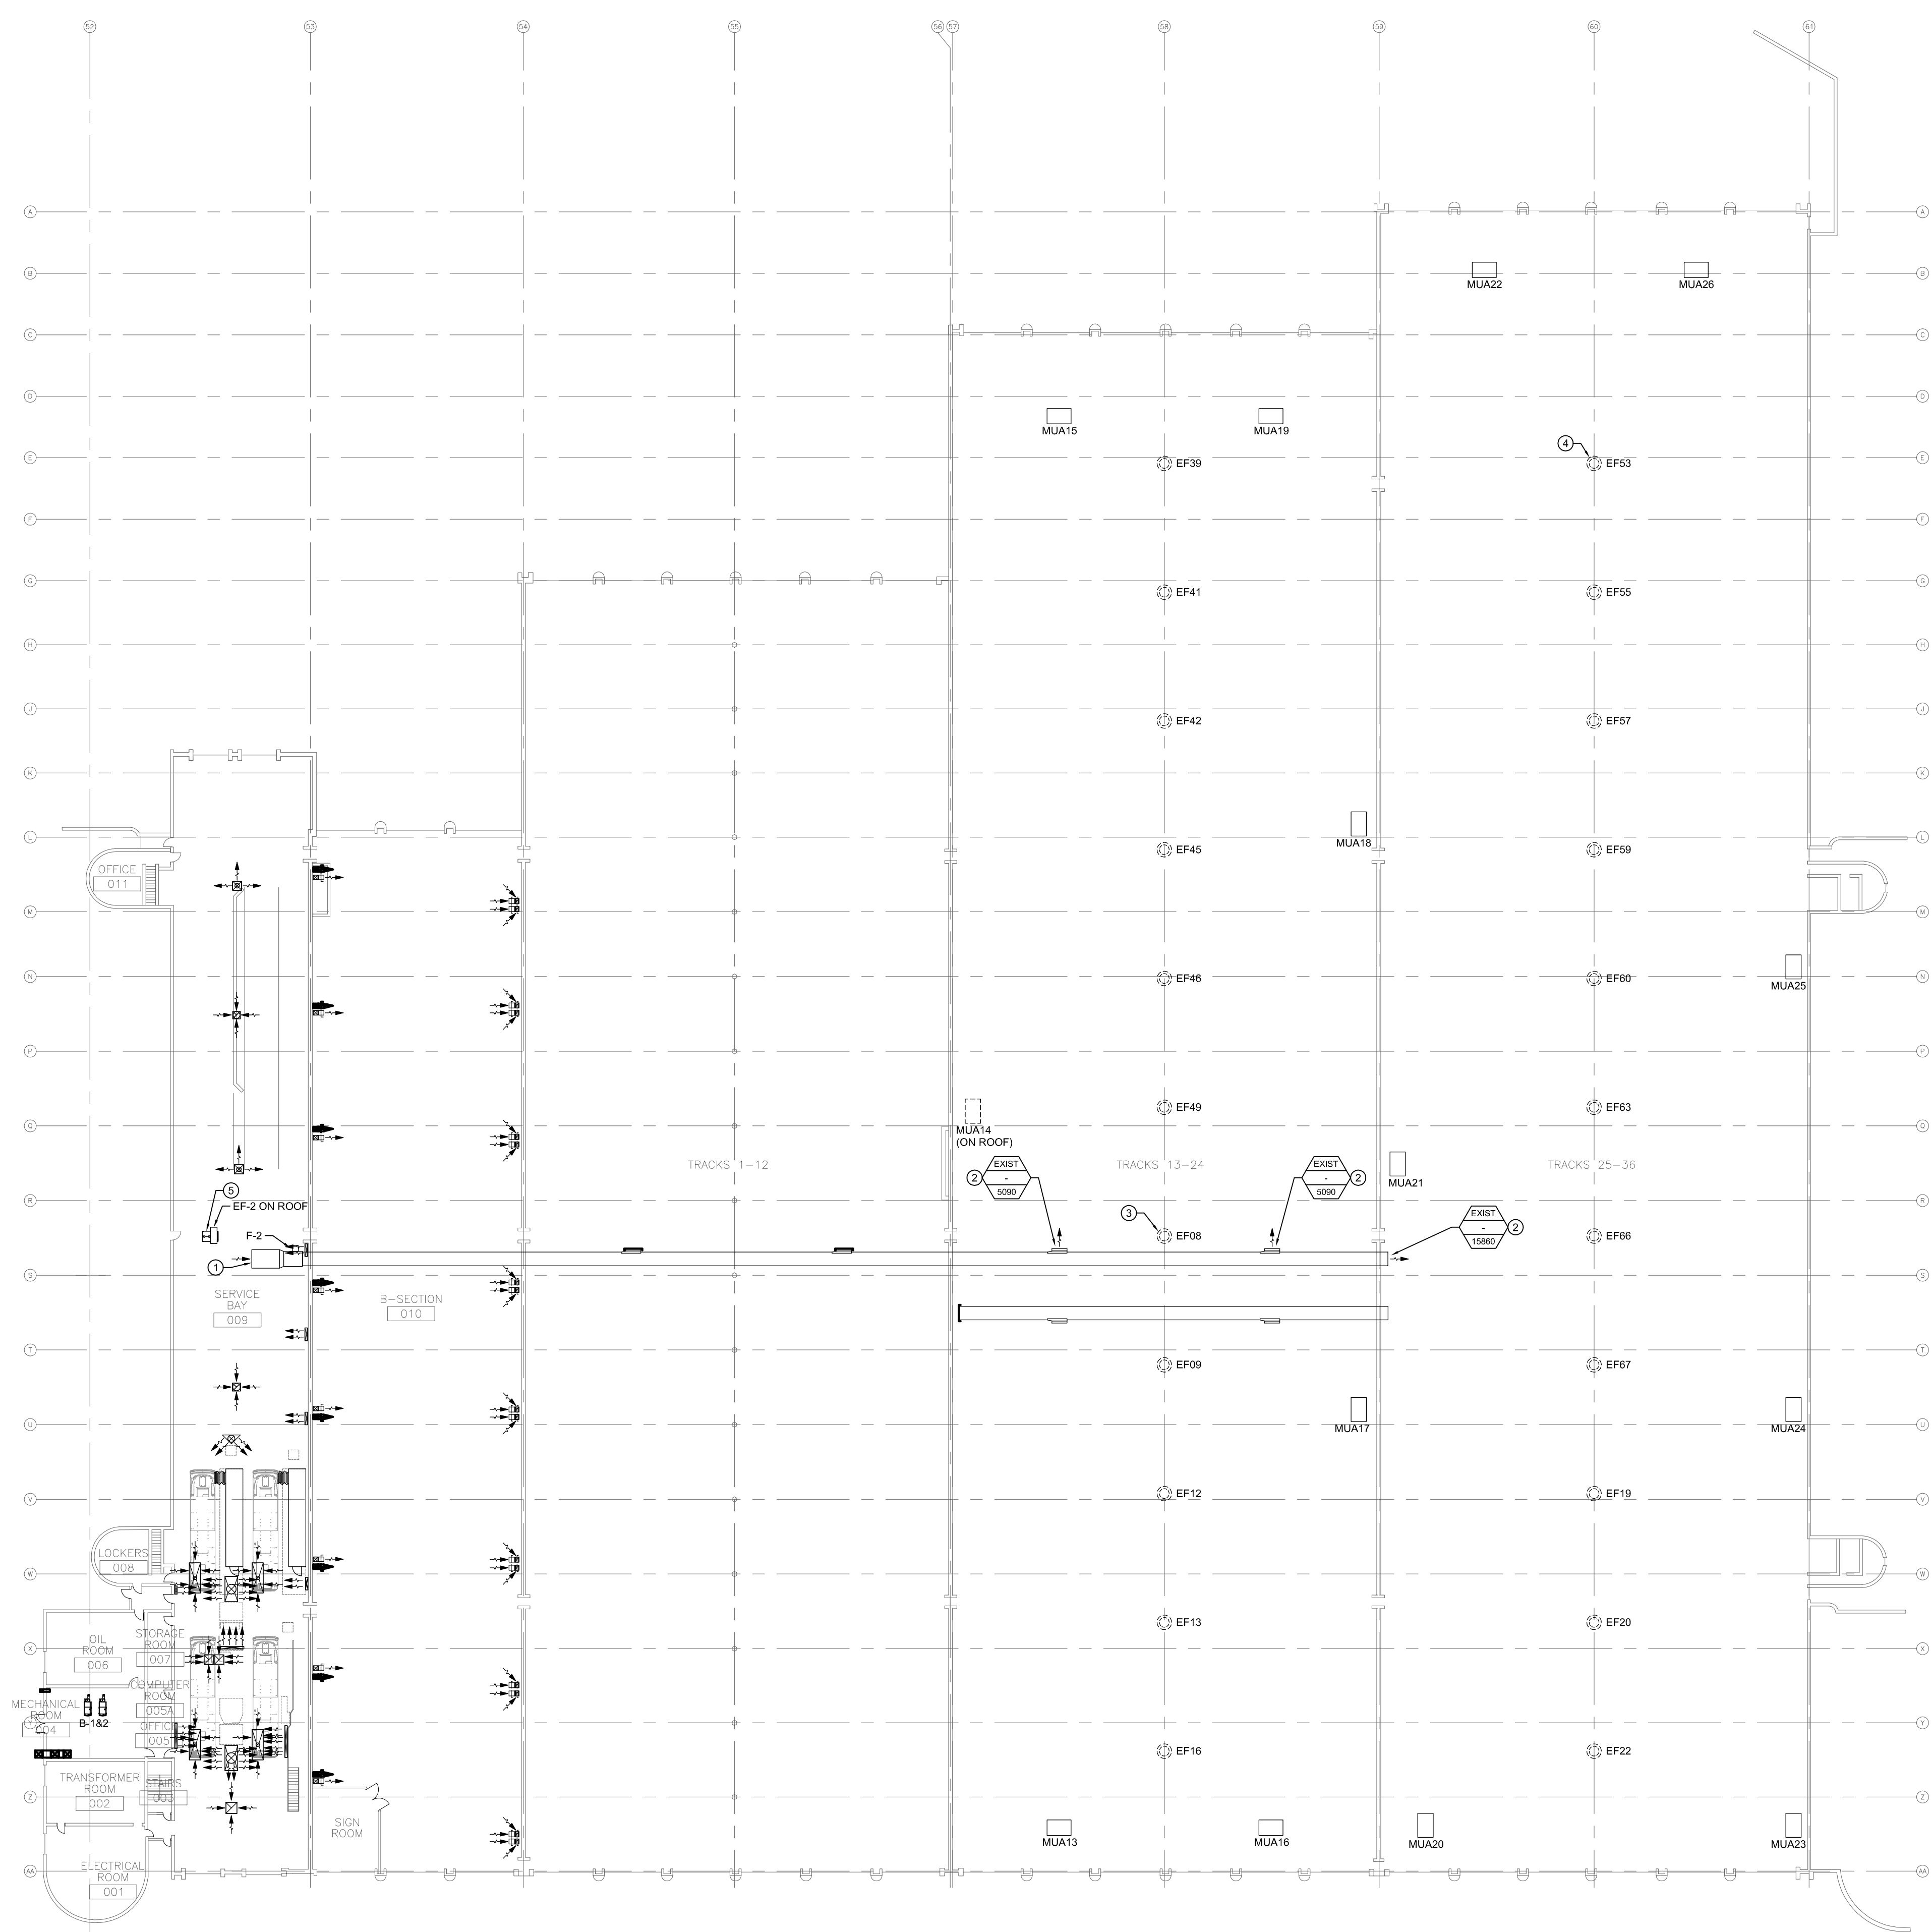 52 53 54 55 56 57 58 59 60 61
A A
B B
MUA22 MUA26
C C
D D
MUA15 MUA19
E E
4
EF39 EF53
F F
G G
EF41 EF55
H H
J J
EF42 EF57
K K
L L
MUA18
EF45 EF59
OFFICE
011
M M
N N
EF46 EF60
MUA25
P P
EF49 EF63
Q Q
MUA14
(ON ROOF)
TRACKS 1-12
TRACKS 13-24
TRACKS 25-36
2
EXIST
-
5090
EXIST
-
5090
2
MUA21
R R
5
EF-2 ON ROOF
3
EF08
EXIST
-
15860
2
EF66
F-2
1
S S
SERVICE
BAY
009
B-SECTION
010
T T
EF09 EF67
U U
MUA17 MUA24
V V
EF12 EF19
LOCKERS
008
W W
EF13 EF20
X X
OIL
ROOM
006
STORAGE
ROOM
007
COMPUTER
ROOM
005A
MECHANICAL
ROOM
004
B-1&2
OFFICE
005
Y Y
EF16 EF22
TRANSFORMER
ROOM
002
STAIRS
003
Z Z
SIGN
ROOM
MUA13 MUA16 MUA20 MUA23
ELECTRICAL
ROOM
001
AA AA